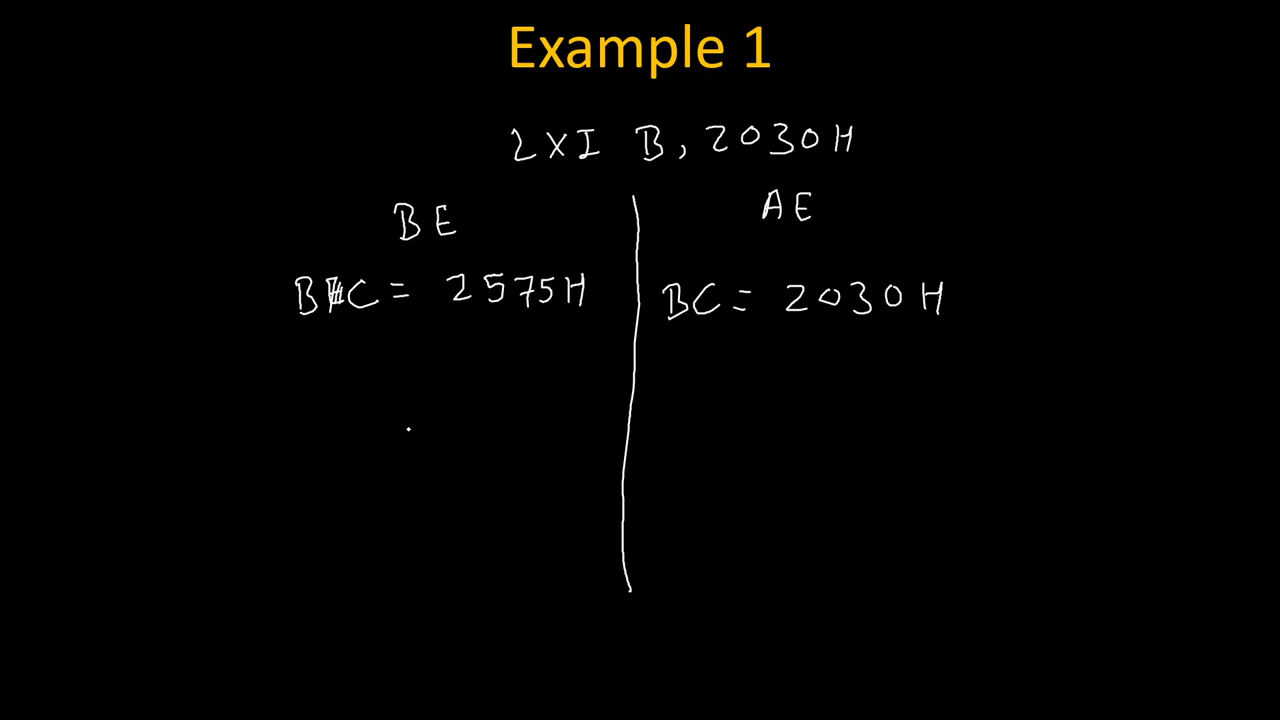 Example 1
LXI B, 2030H
BE
AE
BC = 2575H
BC = 2030H